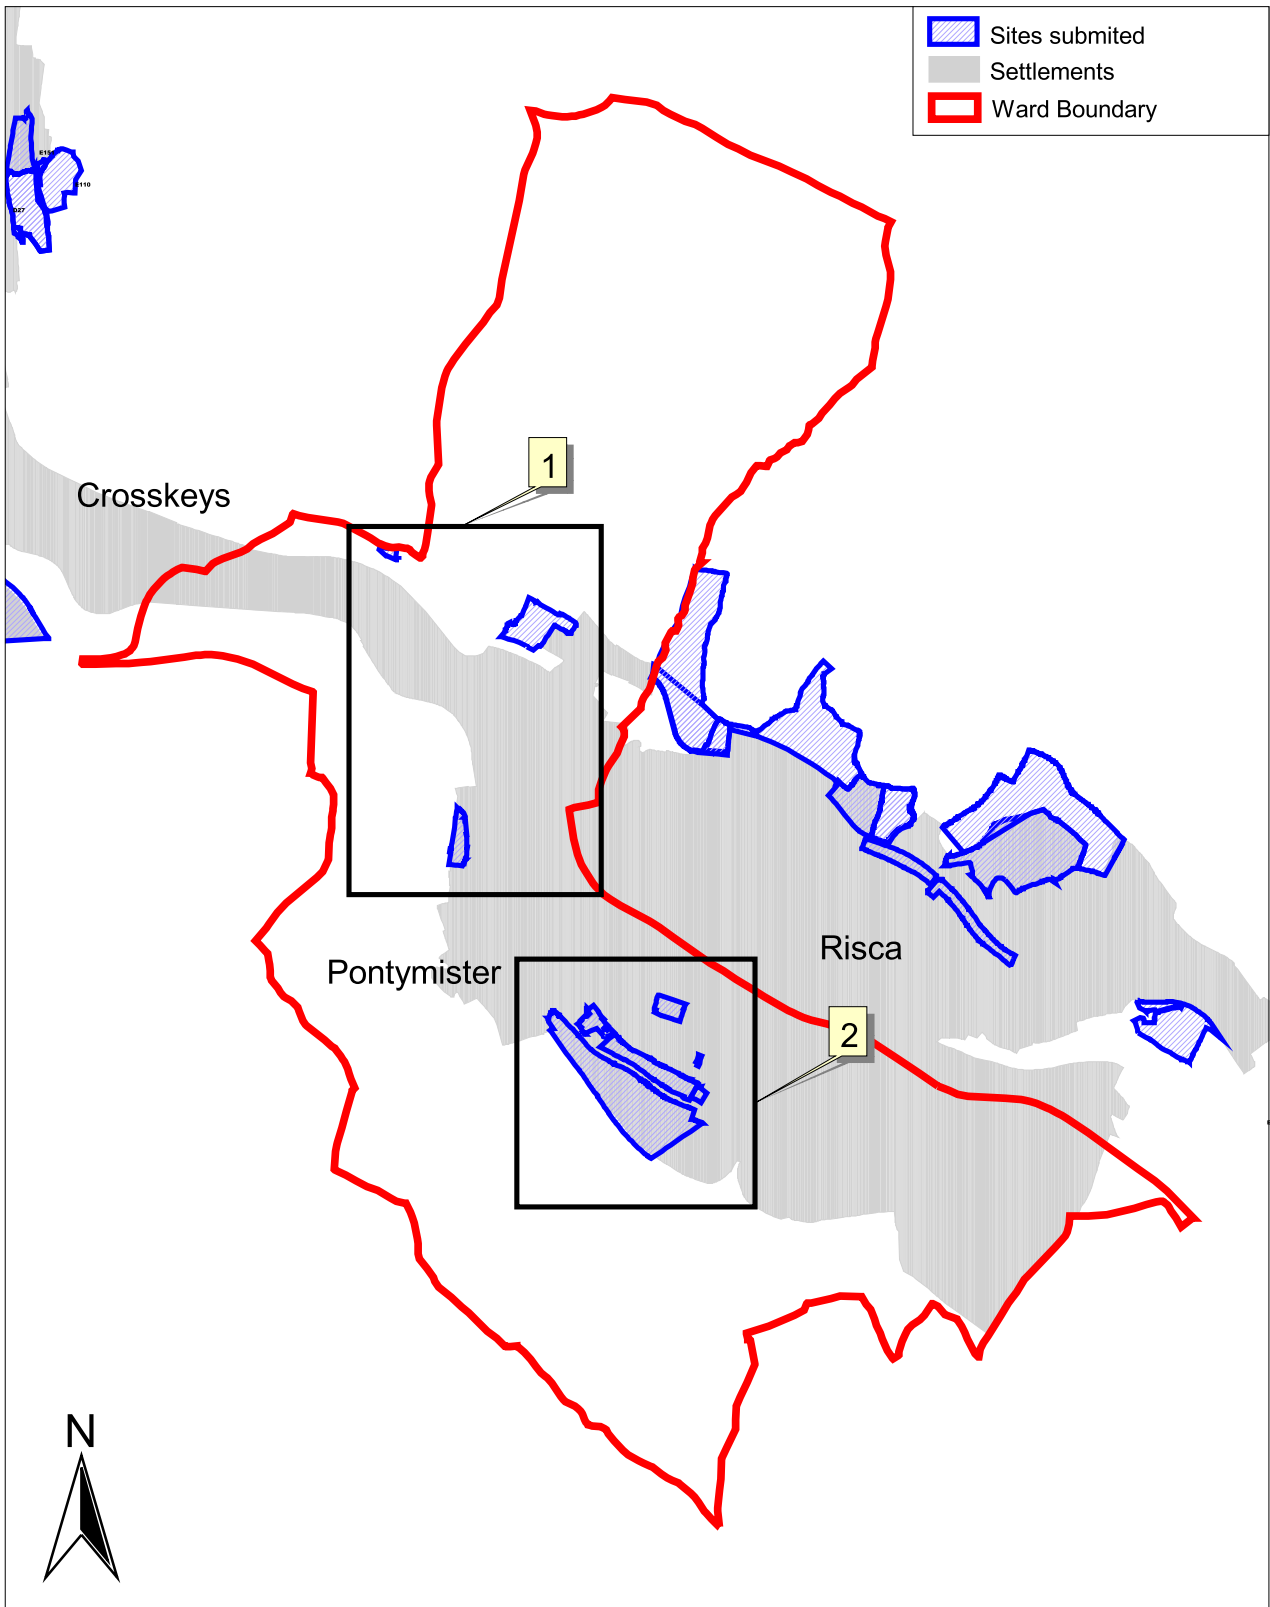 Sites submited
Settlements
Ward Boundary
1
Crosskeys
Risca
Pontymister
2
N